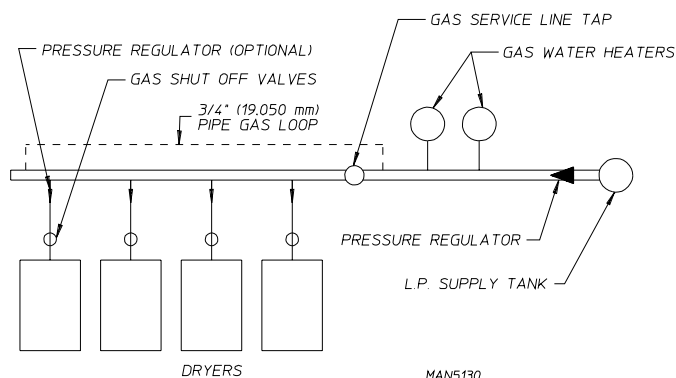 GAS SERVICE LINE TAP
PRESSURE REGULATOR (OPTIONAL)
GAS WATER HEATERS
GAS SHUT OFF VALVES
3/4" (19.050 mm)
PIPE GAS LOOP
PRESSURE REGULATOR
L.P. SUPPLY TANK
DRYERS
MAN5130